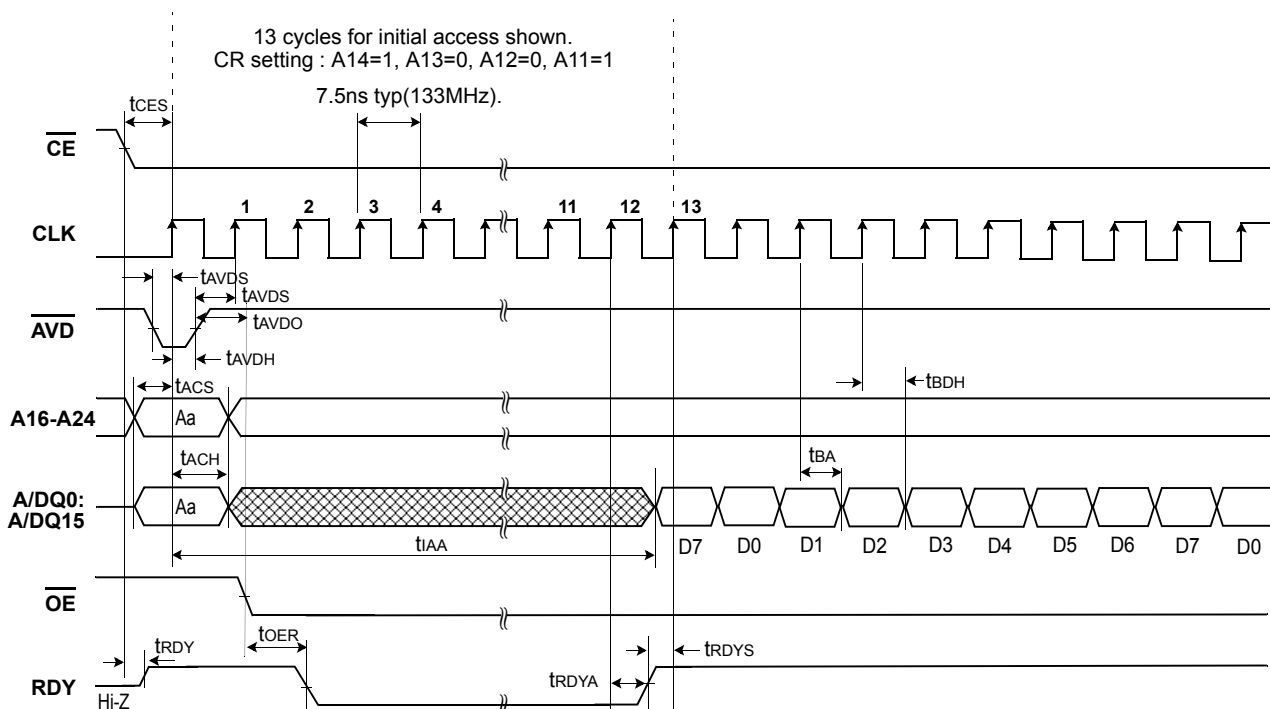 13 cycles for initial access shown.
CR setting : A14=1, A13=0, A12=0, A11=1
7.5ns typ(133MHz).
tCES
CE
CLK
1 2 3 4 11 12 13
tAVDS
tAVDS
AVD
tAVDO
tAVDH
tACS
tBDH
A16-A24
Aa
tACH
tBA
A/DQ0:
A/DQ15
Aa
tIAA
D7 D0 D1 D2 D3 D4 D5 D6 D7 D0
OE
tOER
tRDY
tRDYS
RDY
tRDYA
Hi-Z